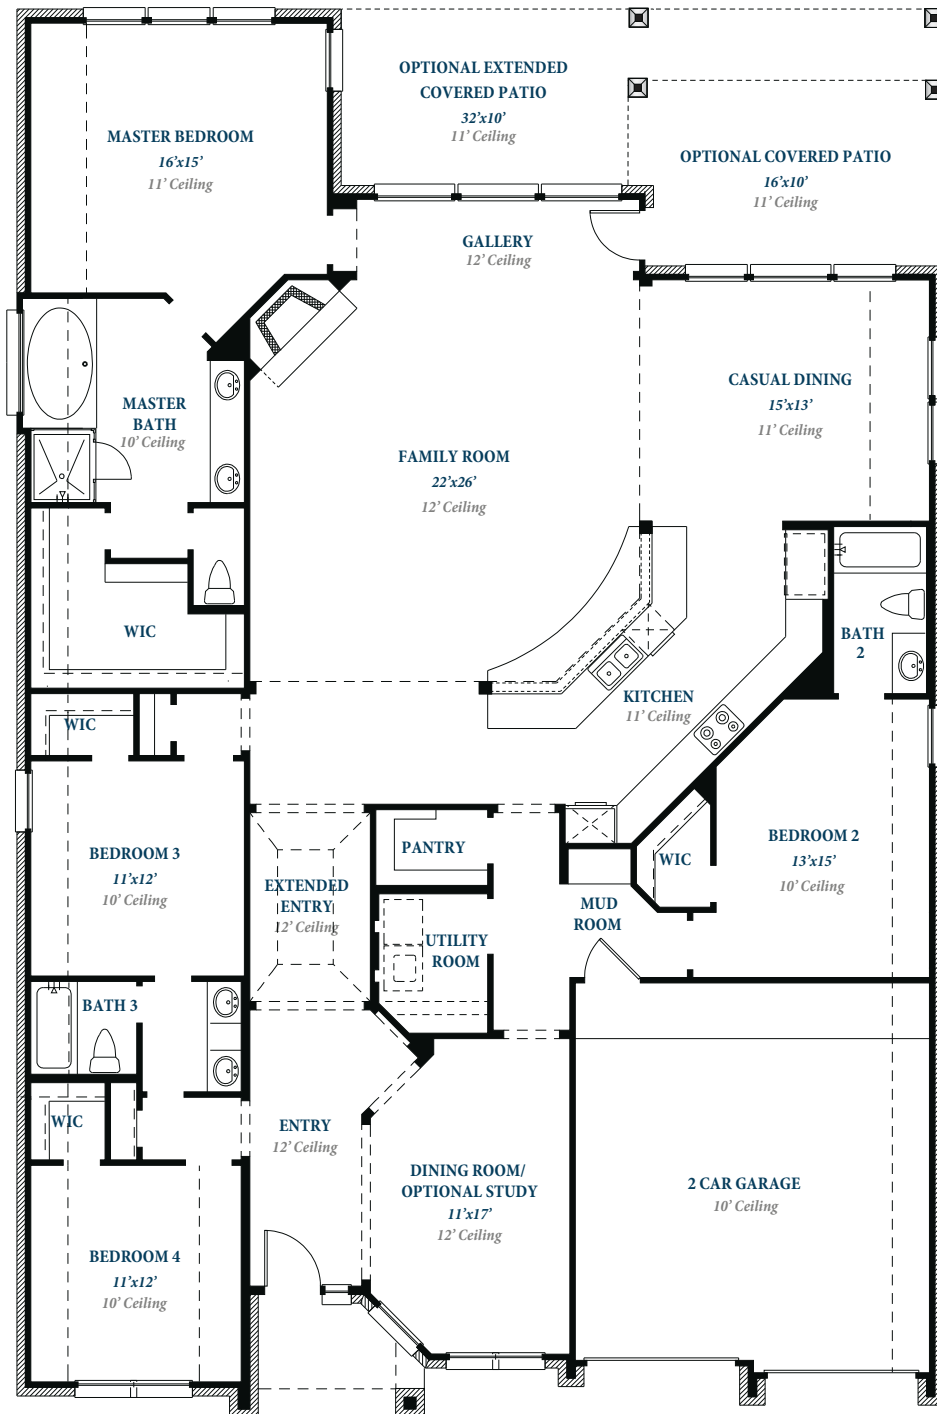 OPTIONAL EXTENDED
COVERED PATIO
32'x10'
11' Ceiling
MASTER BEDROOM
16'x15'
11' Ceiling
OPTIONAL COVERED PATIO
16'x10'
11' Ceiling
GALLERY
12' Ceiling
CASUAL DINING
15'x13'
11' Ceiling
MASTER
BATH
10' Ceiling
FAMILY ROOM
22'x26'
12' Ceiling
WIC
BATH
2
KITCHEN
11' Ceiling
WIC
BEDROOM 2
13'x15'
10' Ceiling
PANTRY
WIC
BEDROOM 3
11'x12'
10' Ceiling
EXTENDED
ENTRY
12' Ceiling
MUD
ROOM
UTILITY
ROOM
BATH 3
WIC
ENTRY
12' Ceiling
DINING ROOM/
OPTIONAL STUDY
11'x17'
12' Ceiling
2 CAR GARAGE
10' Ceiling
BEDROOM 4
11'x12'
10' Ceiling